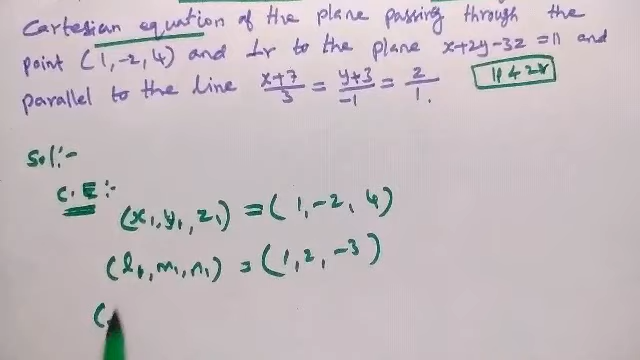 Cartesian equation of the plane passing through the
point (1,-2,4) and ⊥r to the plane x+2y-3z=11 and
parallel to the line x+7/3 = y+3/-1 = z/1. 1P & 2V
Sol:-
C.E:-
(x₁,y₁,z₁) = (1,-2,4)
(l₁,m₁,n₁) = (1,2,-3)
(